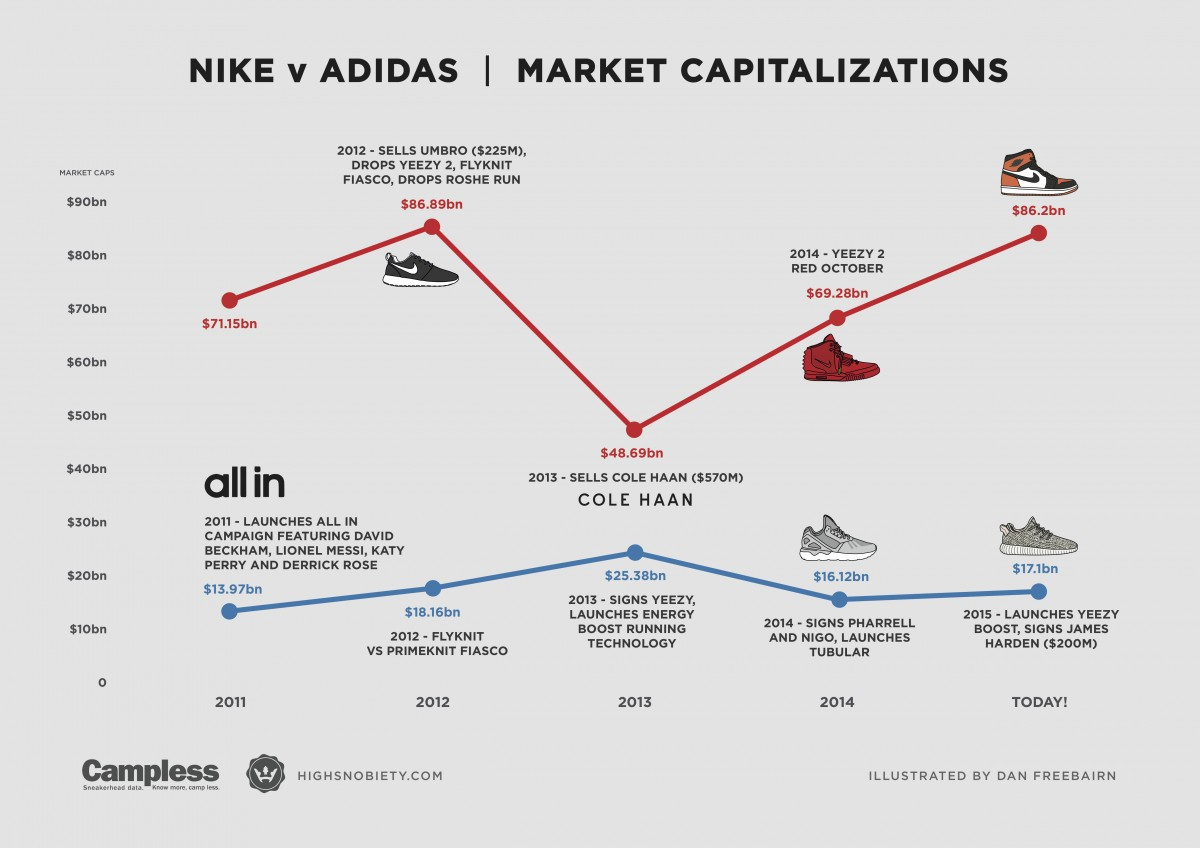 NIKE v ADIDAS | MARKET CAPITALIZATIONS
MARKET CAPS
$90bn
$80bn
$70bn
$60bn
$50bn
$40bn
$30bn
$20bn
$10bn
0
2012 - SELLS UMBRO ($225M),
DROPS YEEZY 2, FLYKNIT
FIASCO, DROPS ROSHE RUN
$86.89bn
$71.15bn
$48.69bn
2013 - SELLS COLE HAAN ($570M)
COLE HAAN
2014 - YEEZY 2
RED OCTOBER
$69.28bn
$86.2bn
all in
2011 - LAUNCHES ALL IN
CAMPAIGN FEATURING DAVID
BECKHAM, LIONEL MESSI, KATY
PERRY AND DERRICK ROSE
$13.97bn
$18.16bn
2012 - FLYKNIT
VS PRIMEKNIT FIASCO
$25.38bn
2013 - SIGNS YEEZY,
LAUNCHES ENERGY
BOOST RUNNING
TECHNOLOGY
$16.12bn
2014 - SIGNS PHARRELL
AND NIGO, LAUNCHES
TUBULAR
$17.1bn
2015 - LAUNCHES YEEZY
BOOST, SIGNS JAMES
HARDEN ($200M)
2011
2012
2013
2014
TODAY!
Campless
Sneakerhead data. Know more, camp less.
HIGHSNOBIETY.COM
ILLUSTRATED BY DAN FREEBAIRN